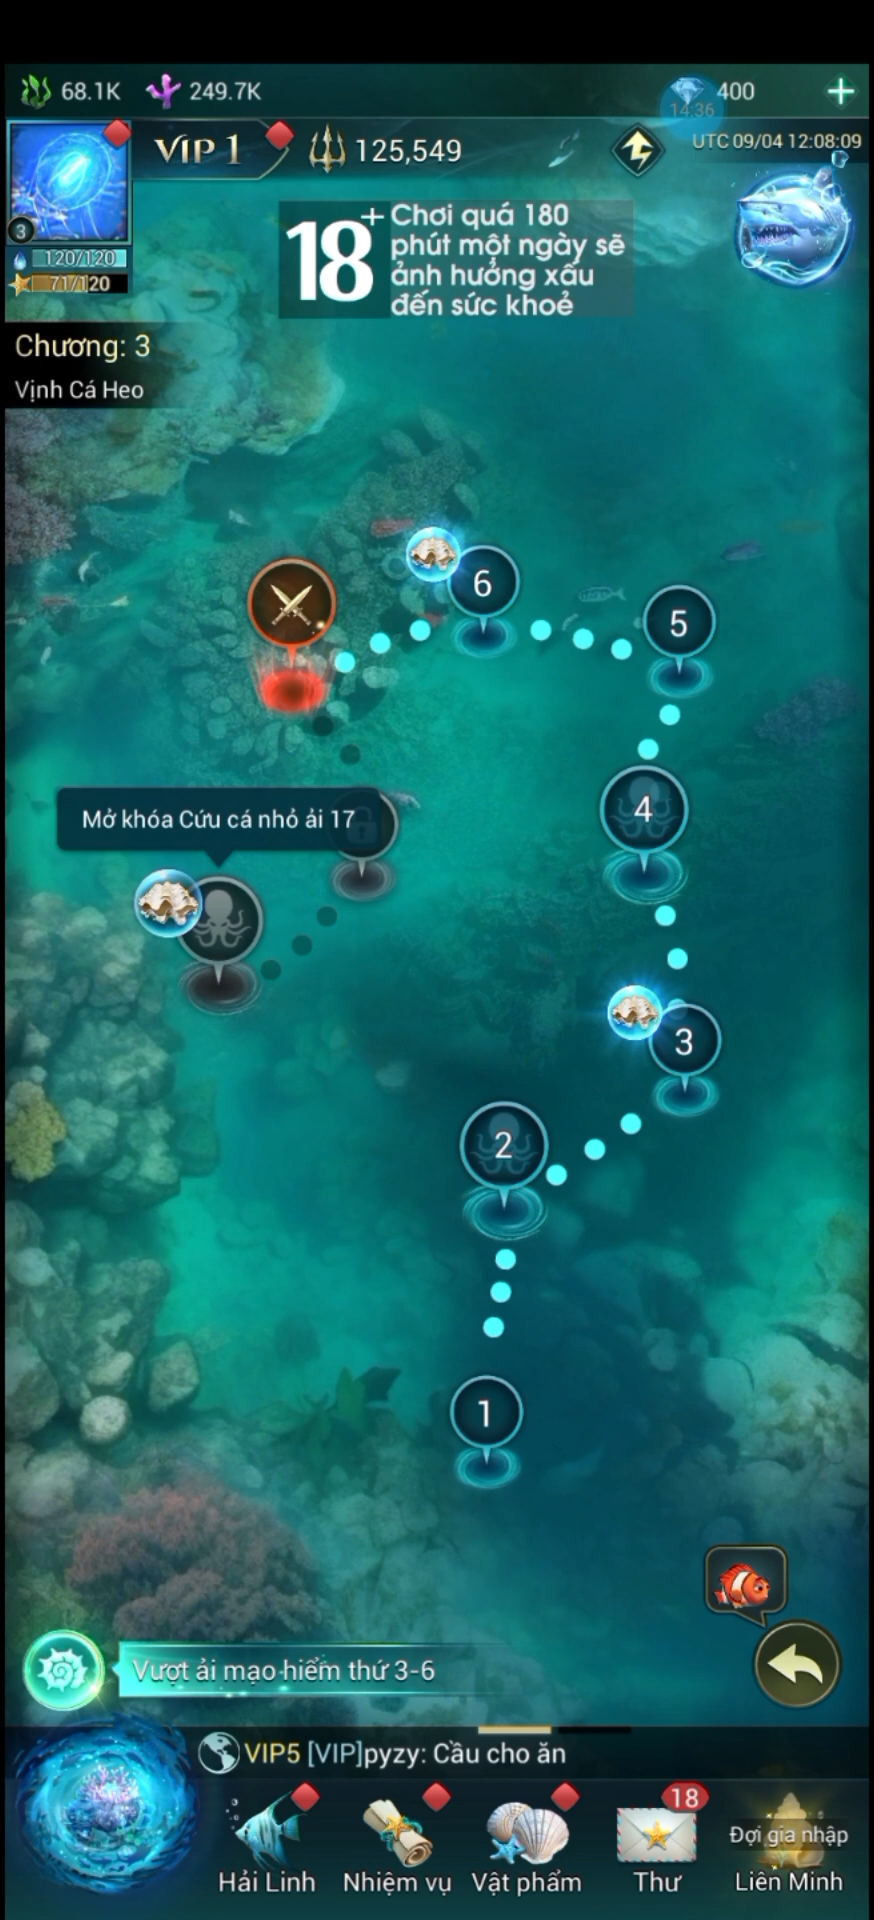 68.1K
249.7K
400
14:36
VIP 1
125,549
UTC 09/04 12:08:09
3
120/120
71/120
18+
Chơi quá 180
phút một ngày sẽ
ảnh hưởng xấu
đến sức khoẻ
Chương: 3
Vịnh Cá Heo
6
5
4
Mở khóa Cứu cá nhỏ ải 17
3
2
1
Vượt ải mạo hiểm thứ 3-6
VIP5 [VIP]pyzy: Cầu cho ăn
18
Đợi gia nhập
Hải Linh
Nhiệm vụ
Vật phẩm
Thư
Liên Minh